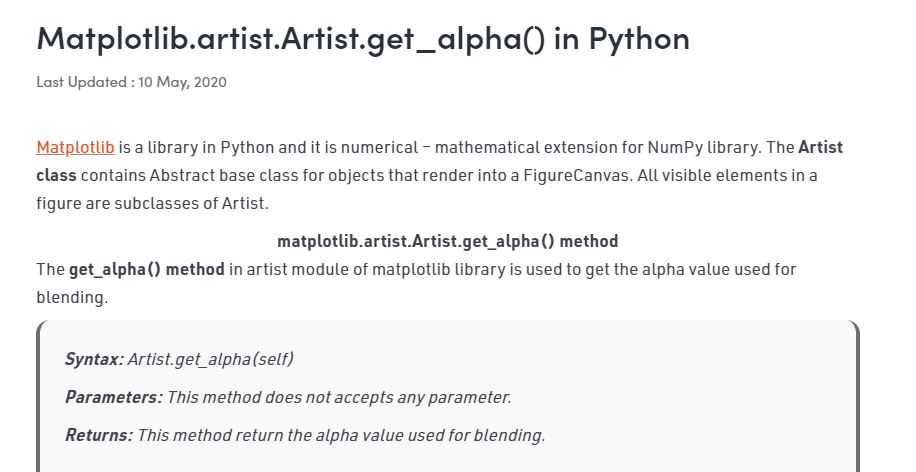 Matplotlib.artist.Artist.get_alpha() in Python
Last Updated : 10 May, 2020
Matplotlib is a library in Python and it is numerical – mathematical extension for NumPy library. The Artist
class contains Abstract base class for objects that render into a FigureCanvas. All visible elements in a
figure are subclasses of Artist.
matplotlib.artist.Artist.get_alpha() method
The get_alpha() method in artist module of matplotlib library is used to get the alpha value used for
blending.
Syntax: Artist.get_alpha(self)
Parameters: This method does not accepts any parameter.
Returns: This method return the alpha value used for blending.